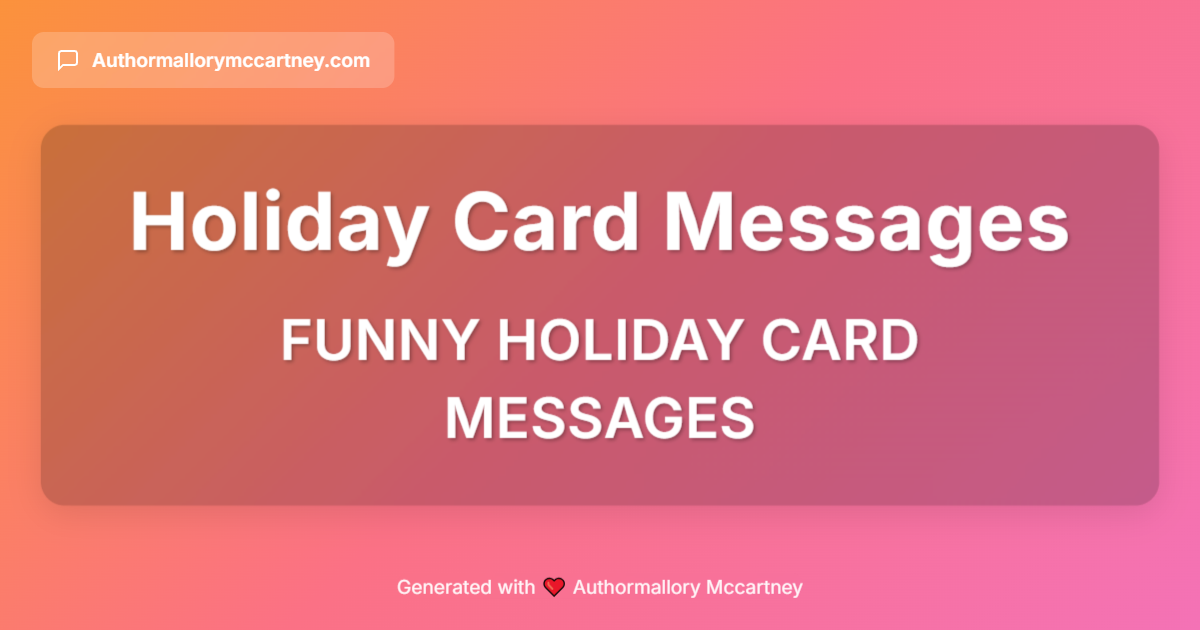 Authormallorymccartney.com
Holiday Card Messages
FUNNY HOLIDAY CARD
MESSAGES
Generated with ❤️ Authormallory Mccartney